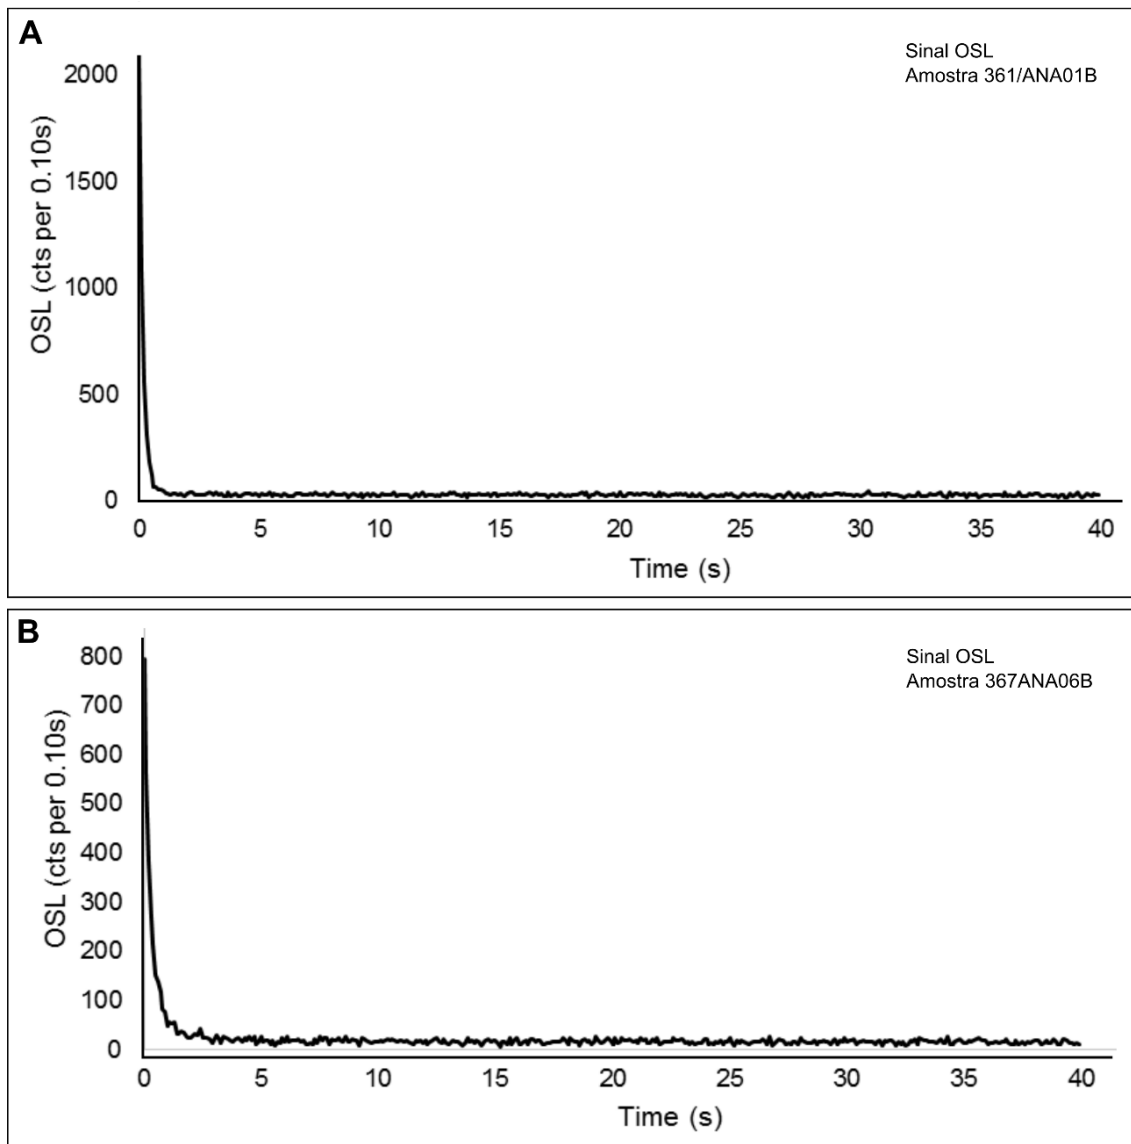 A
Sinal OSL
Amostra 361/ANA01B
OSL (cts per 0.10s)
2000
1500
1000
500
0
0 5 10 15 20 25 30 35 40
Time (s)
B
Sinal OSL
Amostra 367ANA06B
OSL (cts per 0.10s)
800
700
600
500
400
300
200
100
0
0 5 10 15 20 25 30 35 40
Time (s)